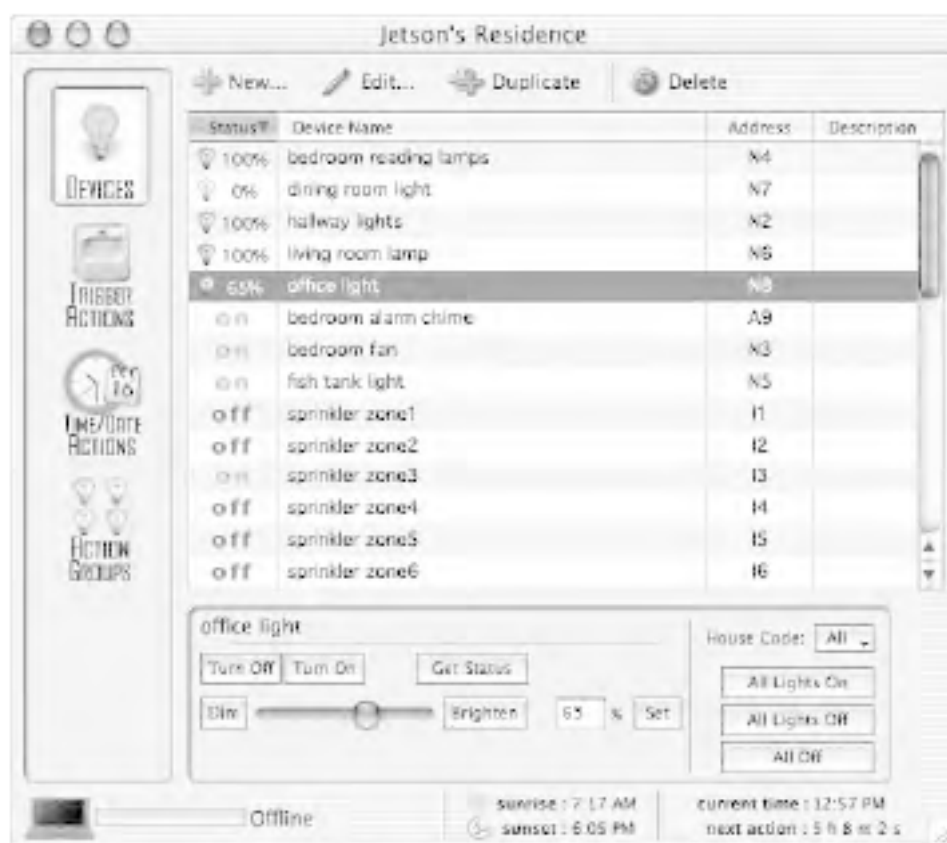 Jetson's Residence
New... Edit... Duplicate Delete
Status Device Name Address Description
100% bedroom reading lamps N4
0% dining room light N7
100% hallway lights N2
100% living room lamp N6
65% office light N8
on bedroom alarm chime A9
on bedroom fan N3
on fish tank light N5
off sprinkler zone1 I1
off sprinkler zone2 I2
on sprinkler zone3 I3
off sprinkler zone4 I4
off sprinkler zone5 I5
off sprinkler zone6 I6
DEVICES
TRIGGER
ACTIONS
TIME/DATE
ACTIONS
ACTION
GROUPS
office light
Turn Off Turn On Get Status
Dim Brighten 65 % Set
House Code: All
All Lights On
All Lights Off
All Off
Offline
sunrise : 7:17 AM
sunset : 6:05 PM
current time : 12:57 PM
next action : 5 h 8 m 2 s